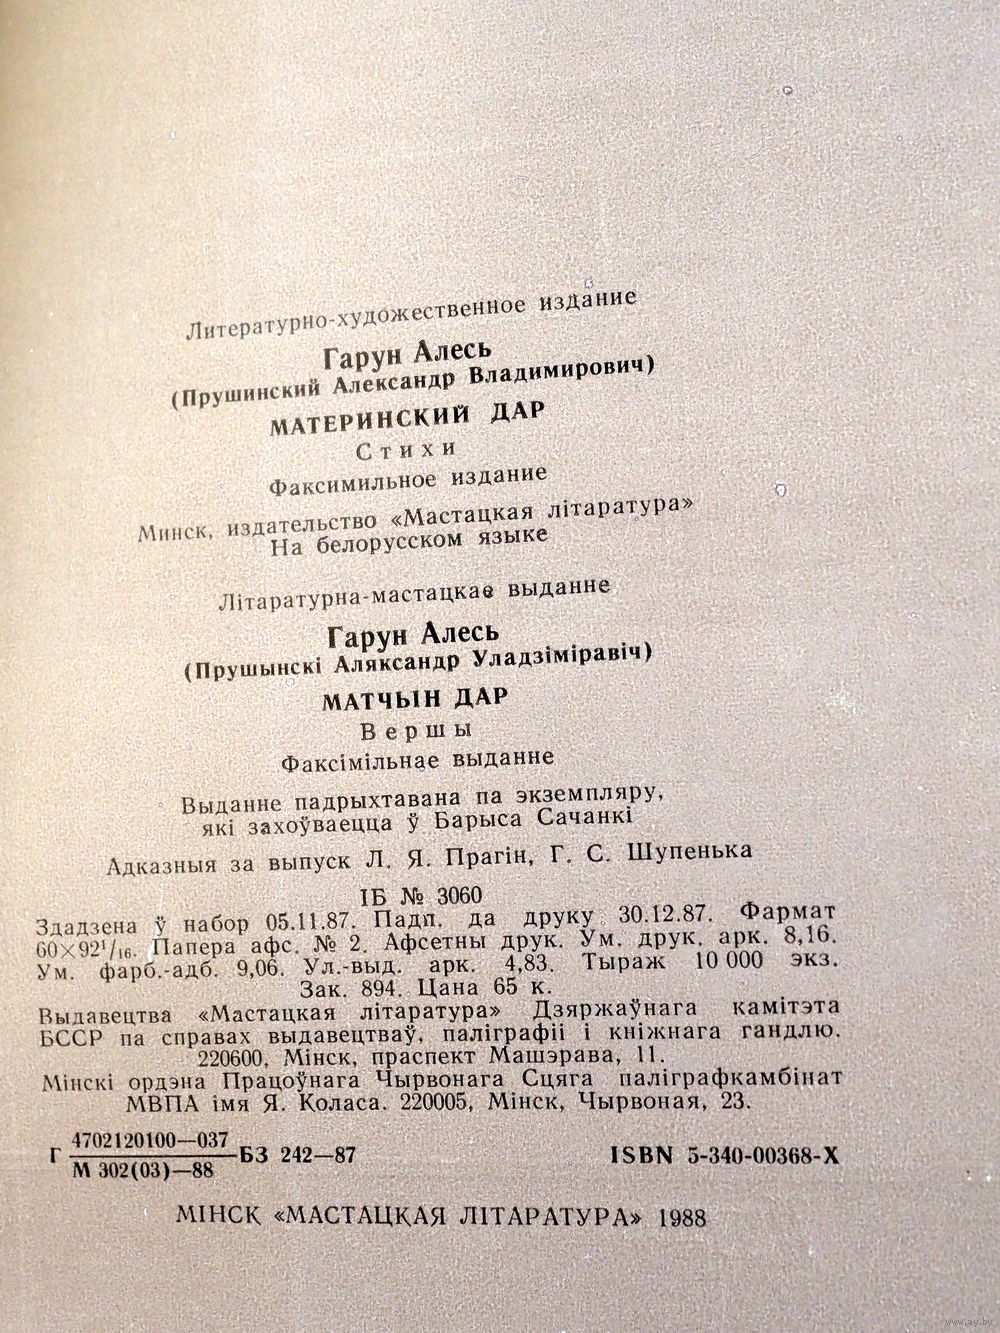 Литературно-художественное издание
Гарун Алесь
(Прушинский Александр Владимирович)
МАТЕРИНСКИЙ ДАР
Стихи
Факсимильное издание
Минск, издательство «Мастацкая літаратура»
На белорусском языке
Літаратурна-мастацкае выданне
Гарун Алесь
(Прушынскі Аляксандр Уладзіміравіч)
МАТЧЫН ДАР
Вершы
Факсімільнае выданне
Выданне падрыхтавана па экземпляру,
які захоўваецца ў Барыса Сачанкі
Адказныя за выпуск Л. Я. Прагін, Г. С. Шупенька
ІБ № 3060
Здадзена ў набор 05.11.87. Падп. да друку 30.12.87. Фармат
60×92¹/₁₆. Папера афс. № 2. Афсетны друк. Ум. друк. арк. 8,16.
Ум. фарб.-адб. 9,06. Ул.-выд. арк. 4,83. Тыраж 10 000 экз.
Зак. 894. Цана 65 к.
Выдавецтва «Мастацкая літаратура» Дзяржаўнага камітэта
БССР па справах выдавецтваў, паліграфіі і кніжнага гандлю.
220600, Мінск, праспект Машэрава, 11.
Мінскі ордэна Працоўнага Чырвонага Сцяга паліграфкамбінат
МВПА імя Я. Коласа. 220005, Мінск, Чырвоная, 23.
Г 4702120100—037
М 302(03)—88 БЗ 242—87 ISBN 5-340-00368-X
МІНСК «МАСТАЦКАЯ ЛІТАРАТУРА» 1988
www.ay.by